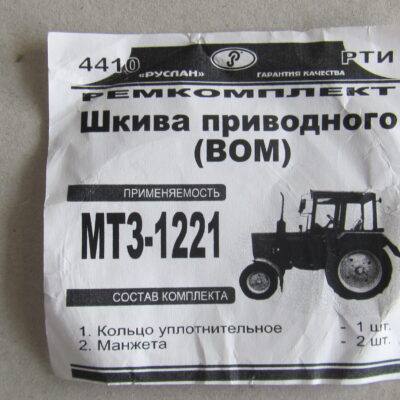 4410 РТИ
«РУСЛАН» ГАРАНТИЯ КАЧЕСТВА
РЕМКОМПЛЕКТ
Шкива приводного
(ВОМ)
ПРИМЕНЯЕМОСТЬ
МТЗ-1221
СОСТАВ КОМПЛЕКТА
1. Кольцо уплотнительное - 1 шт.
2. Манжета - 2 шт.